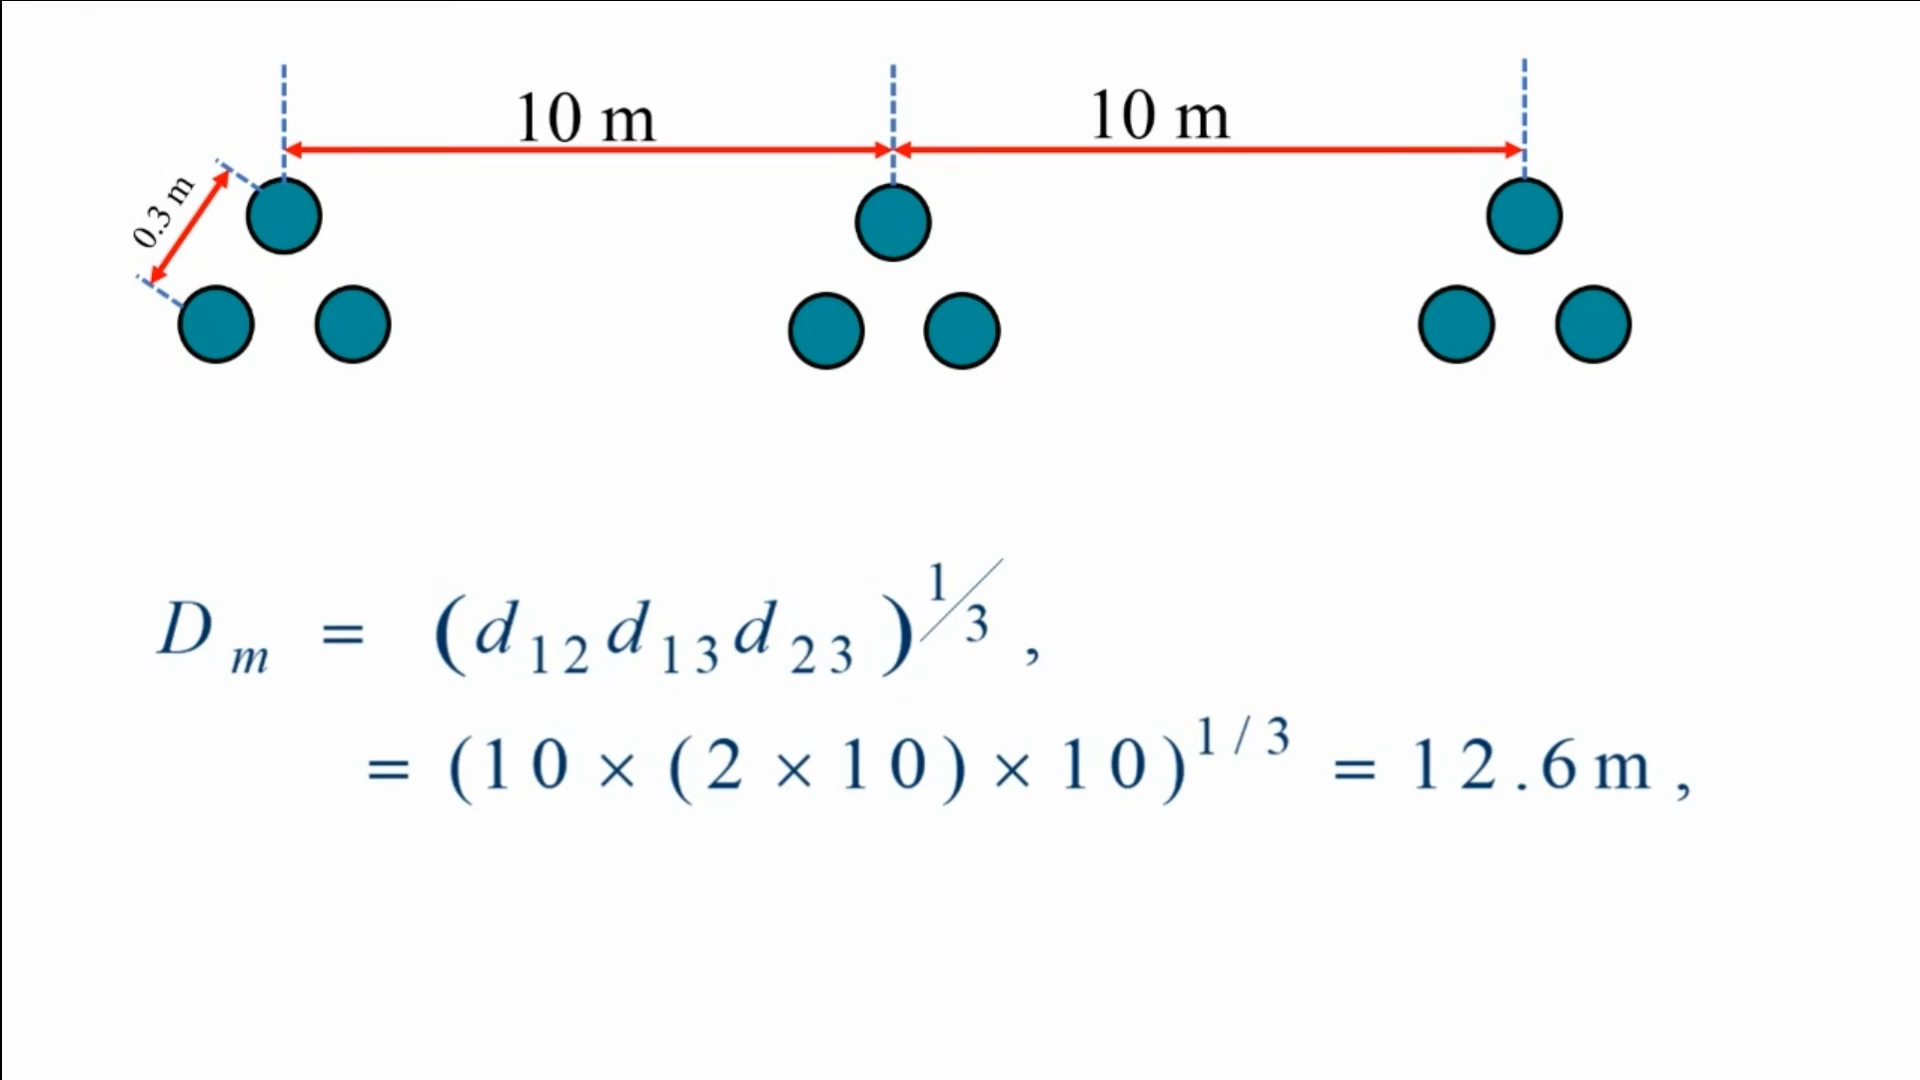 10 m
10 m
0.3 m
D_m = (d_12 d_13 d_23)^1/3 ,
= (10 × (2 × 10) × 10)^1/3 = 12.6 m ,